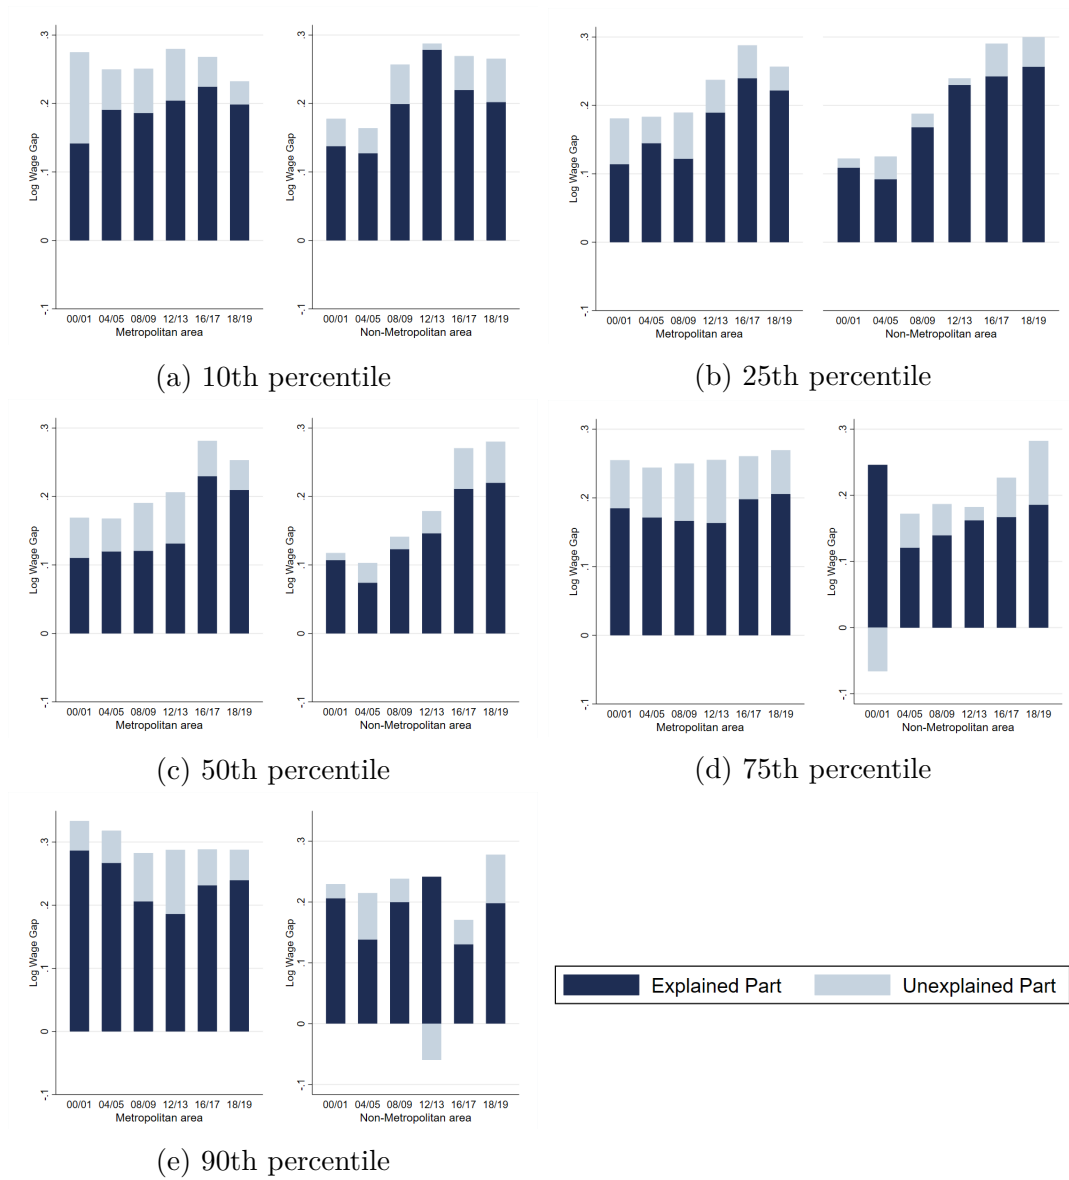 .3
.2
.1
0
-.1
Log Wage Gap
00/01 04/05 08/09 12/13 16/17 18/19
Metropolitan area
.3
.2
.1
0
-.1
Log Wage Gap
00/01 04/05 08/09 12/13 16/17 18/19
Non-Metropolitan area
(a) 10th percentile
.3
.2
.1
0
-.1
Log Wage Gap
00/01 04/05 08/09 12/13 16/17 18/19
Metropolitan area
00/01 04/05 08/09 12/13 16/17 18/19
Non-Metropolitan area
(b) 25th percentile
.3
.2
.1
0
-.1
Log Wage Gap
00/01 04/05 08/09 12/13 16/17 18/19
Metropolitan area
.3
.2
.1
0
-.1
Log Wage Gap
00/01 04/05 08/09 12/13 16/17 18/19
Non-Metropolitan area
(c) 50th percentile
.3
.2
.1
0
-.1
Log Wage Gap
00/01 04/05 08/09 12/13 16/17 18/19
Metropolitan area
.3
.2
.1
0
-.1
Log Wage Gap
00/01 04/05 08/09 12/13 16/17 18/19
Non-Metropolitan area
(d) 75th percentile
.3
.2
.1
0
-.1
Log Wage Gap
00/01 04/05 08/09 12/13 16/17 18/19
Metropolitan area
.3
.2
.1
0
-.1
Log Wage Gap
00/01 04/05 08/09 12/13 16/17 18/19
Non-Metropolitan area
(e) 90th percentile
Explained Part Unexplained Part